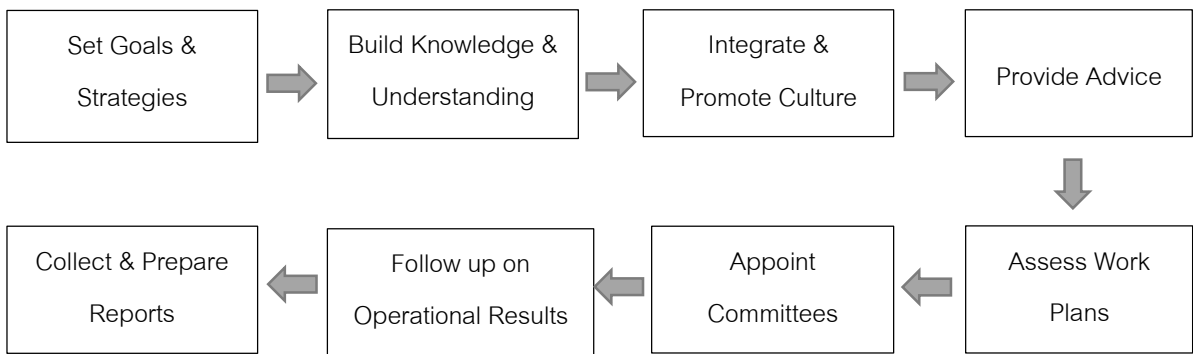 Set Goals &
Strategies
Build Knowledge &
Understanding
Integrate &
Promote Culture
Provide Advice
Assess Work
Plans
Appoint
Committees
Follow up on
Operational Results
Collect & Prepare
Reports